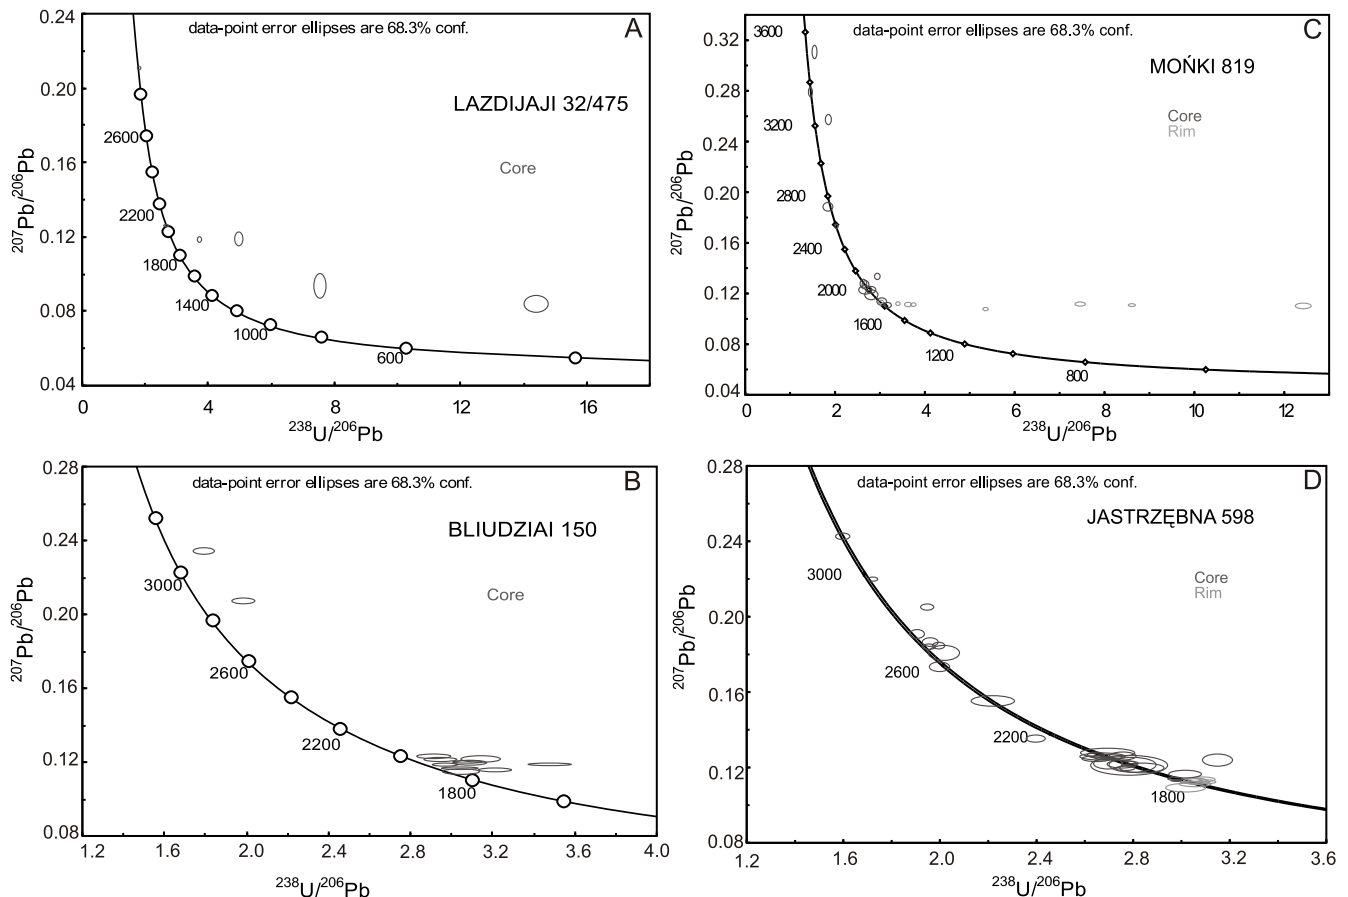 A
data-point error ellipses are 68.3% conf.
LAZDIJAJI 32/475
Core
0.24
0.20
0.16
0.12
0.08
0.04
207Pb/206Pb
2600
2200
1800
1400
1000
600
0
4
8
12
16
238U/206Pb
C
data-point error ellipses are 68.3% conf.
MOŃKI 819
Core
Rim
0.32
0.28
0.24
0.20
0.16
0.12
0.08
0.04
207Pb/206Pb
3600
3200
2800
2400
2000
1600
1200
800
0
2
4
6
8
10
12
238U/206Pb
B
data-point error ellipses are 68.3% conf.
BLIUDZIAI 150
Core
0.28
0.24
0.20
0.16
0.12
0.08
207Pb/206Pb
3000
2600
2200
1800
1.2
1.6
2.0
2.4
2.8
3.2
3.6
4.0
238U/206Pb
D
data-point error ellipses are 68.3% conf.
JASTRZĘBNA 598
Core
Rim
0.28
0.24
0.20
0.16
0.12
0.08
207Pb/206Pb
3000
2600
2200
1800
1.2
1.6
2.0
2.4
2.8
3.2
3.6
238U/206Pb